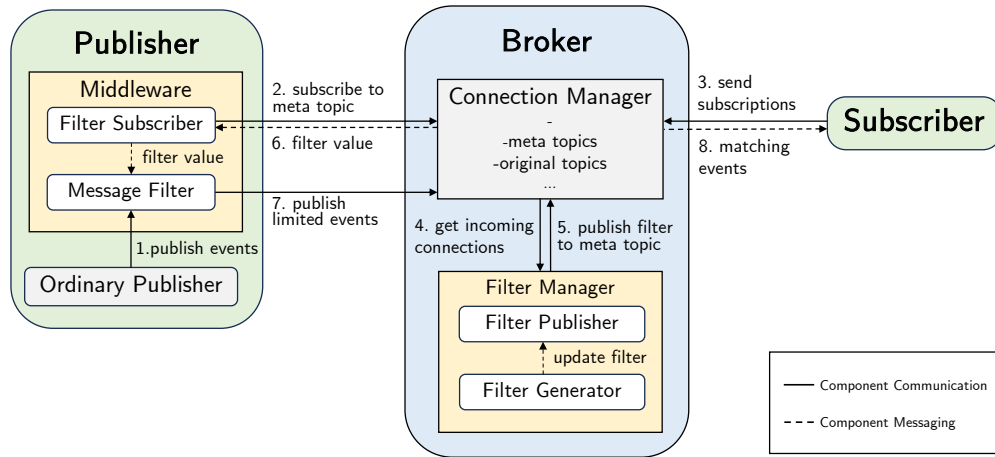 Publisher
Middleware
Filter Subscriber
filter value
Message Filter
1.publish events
Ordinary Publisher
2. subscribe to
meta topic
6. filter value
7. publish
limited events
Broker
Connection Manager
-
-meta topics
-original topics
...
4. get incoming
connections
5. publish filter
to meta topic
Filter Manager
Filter Publisher
update filter
Filter Generator
3. send
subscriptions
Subscriber
8. matching
events
Component Communication
Component Messaging